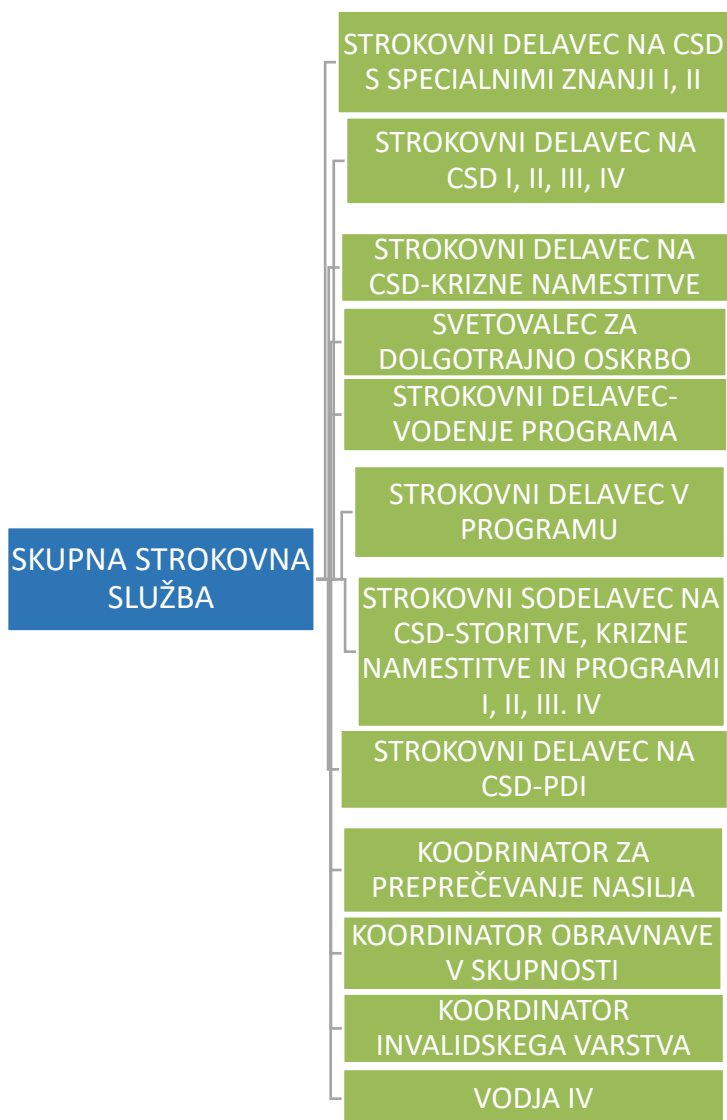 STROKOVNI DELAVEC NA CSD
S SPECIALNIMI ZNANJI I, II
STROKOVNI DELAVEC NA
CSD I, II, III, IV
STROKOVNI DELAVEC NA
CSD-KRIZNE NAMESTITVE
SVETOVALEC ZA
DOLGOTRAJNO OSKRBO
STROKOVNI DELAVEC-
VODENJE PROGRAMA
STROKOVNI DELAVEC V
PROGRAMU
SKUPNA STROKOVNA
SLUŽBA
STROKOVNI SODELAVEC NA
CSD-STORITVE, KRIZNE
NAMESTITVE IN PROGRAMI
I, II, III. IV
STROKOVNI DELAVEC NA
CSD-PDI
KOODRINATOR ZA
PREPREČEVANJE NASILJA
KOORDINATOR OBRAVNAVE
V SKUPNOSTI
KOORDINATOR
INVALIDSKEGA VARSTVA
VODJA IV